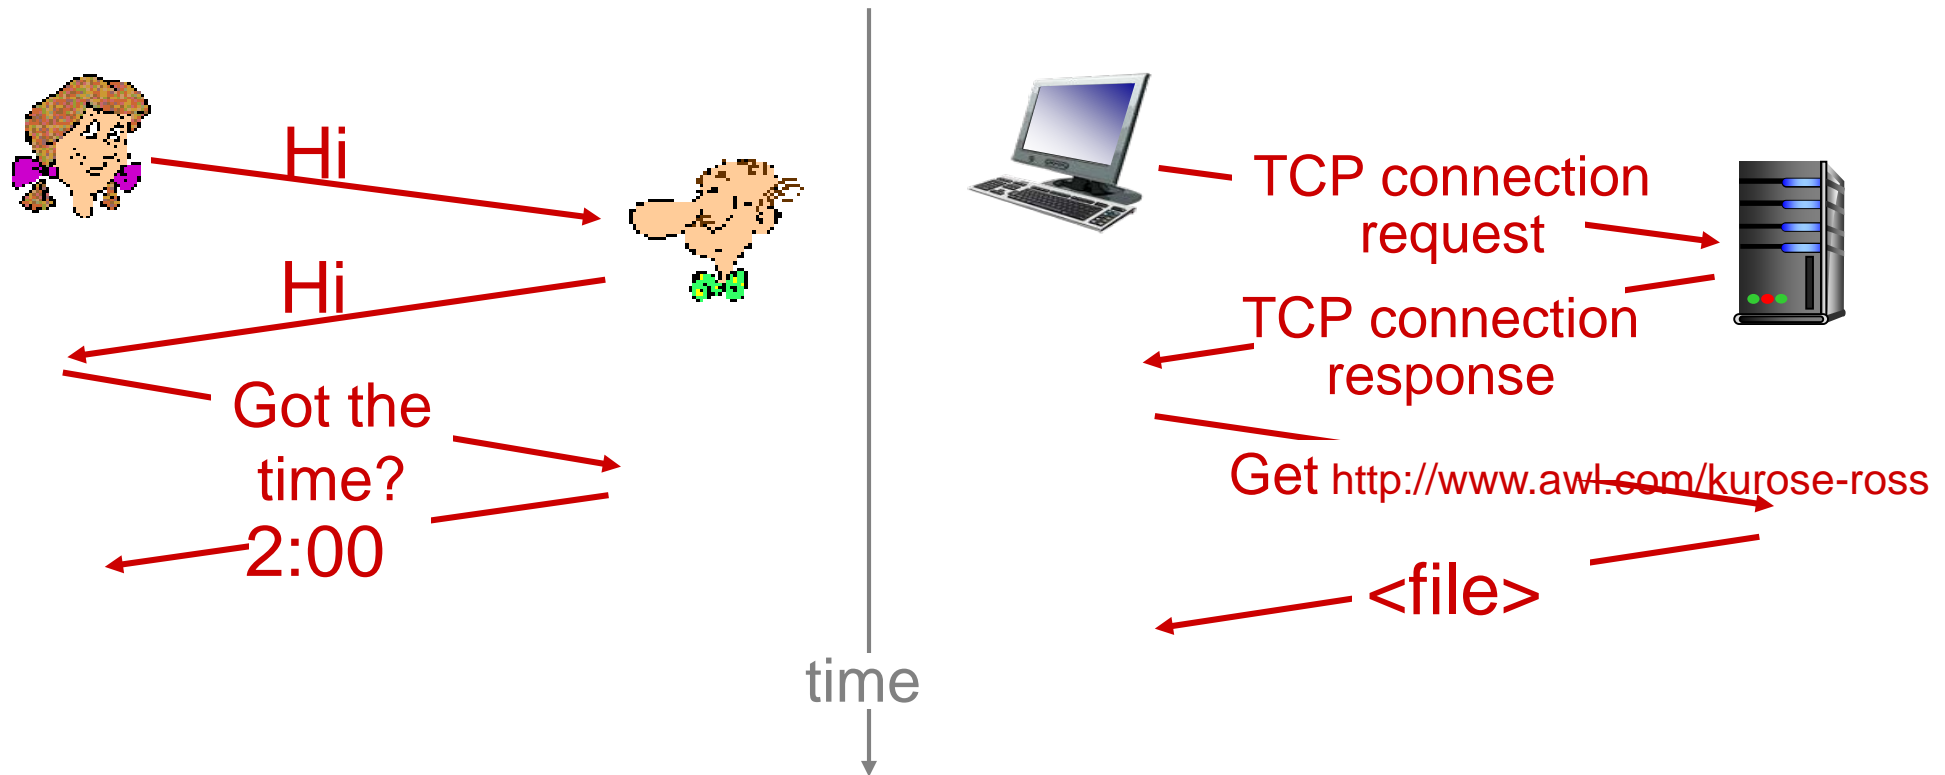 Hi
Hi
Got the
time?
2:00
time
TCP connection
request
TCP connection
response
Get http://www.awl.com/kurose-ross
<file>